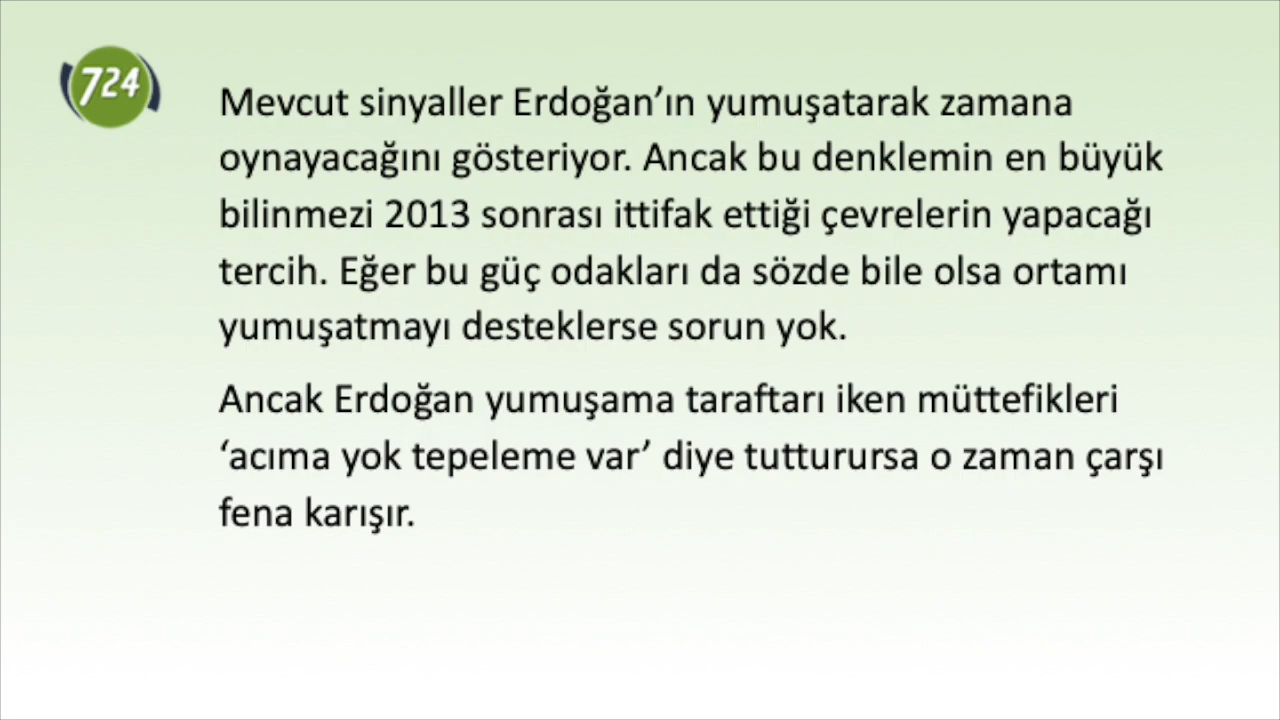 724
Mevcut sinyaller Erdoğan’ın yumuşatarak zamana
oynayacağını gösteriyor. Ancak bu denklemin en büyük
bilinmezi 2013 sonrası ittifak ettiği çevrelerin yapacağı
tercih. Eğer bu güç odakları da sözde bile olsa ortamı
yumuşatmayı desteklerse sorun yok.
Ancak Erdoğan yumuşama taraftarı iken müttefikleri
‘acıma yok tepeleme var’ diye tutturursa o zaman çarşı
fena karışır.